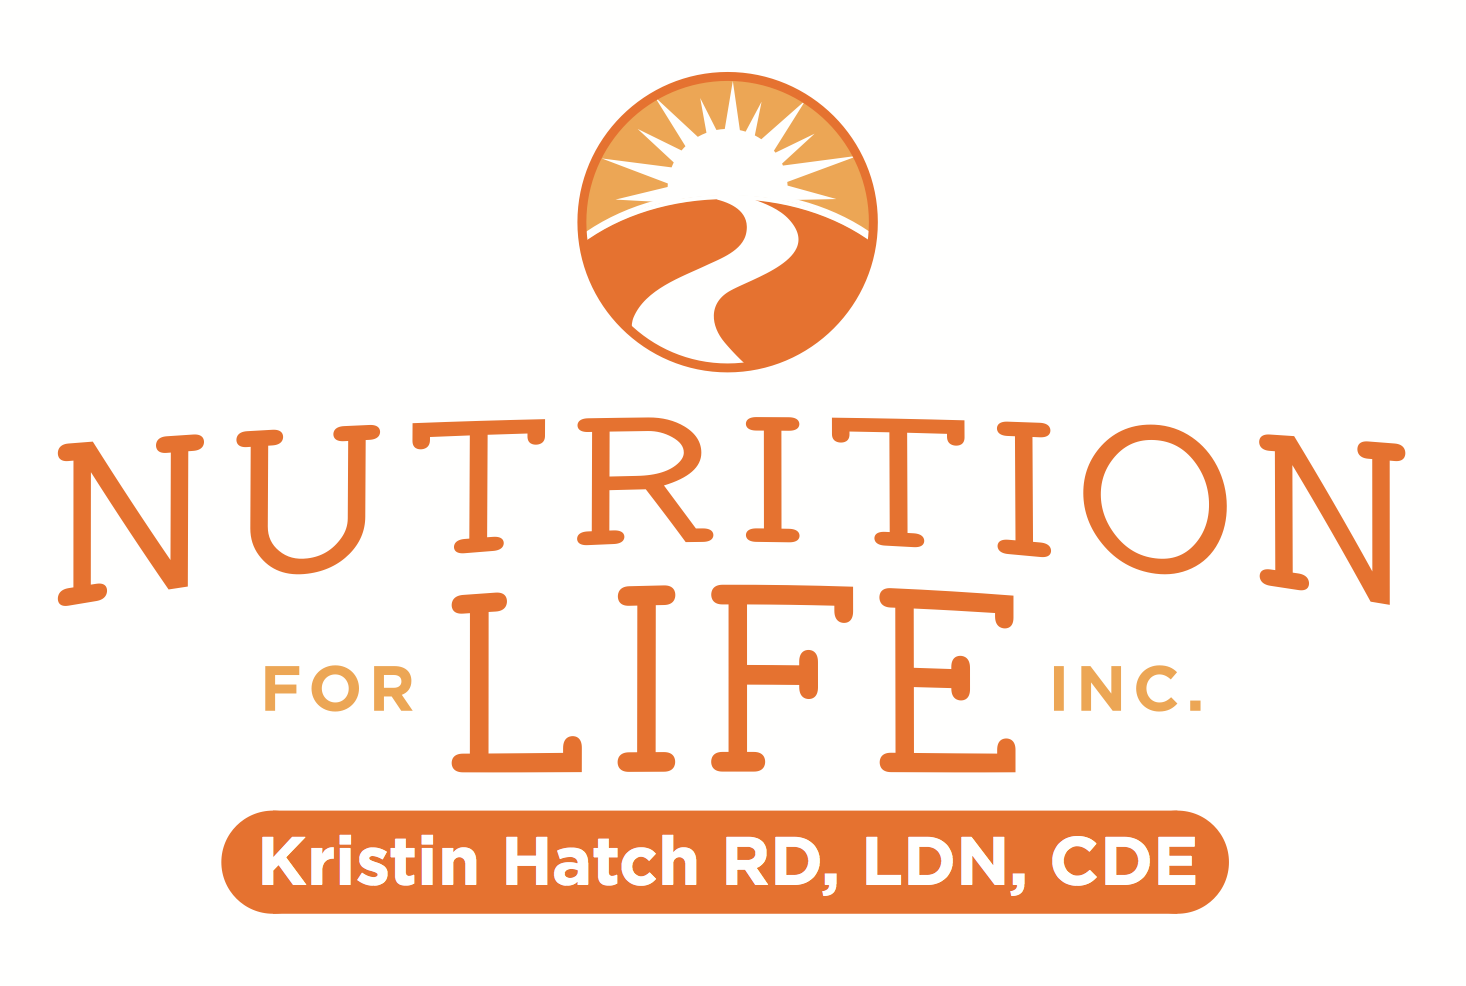 NUTRITION
FOR LIFE INC.
Kristin Hatch RD, LDN, CDE